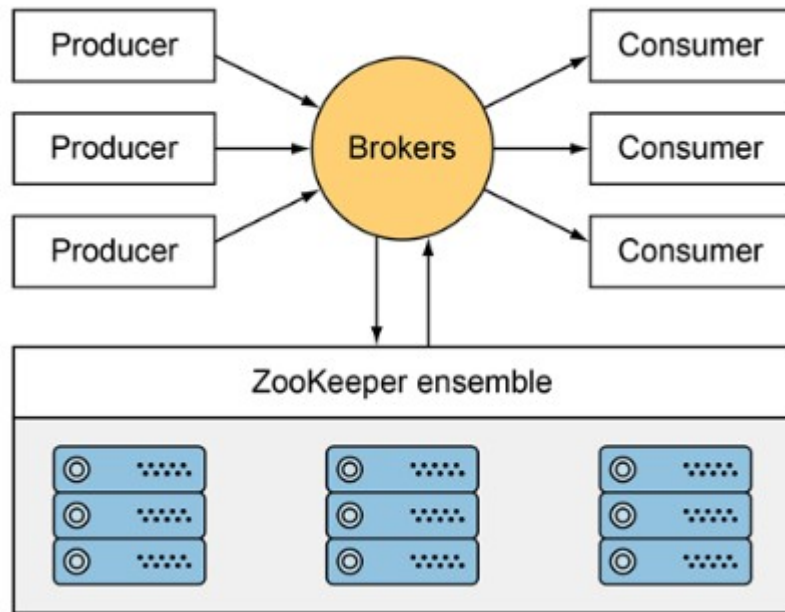 Producer
Consumer
Producer
Brokers
Consumer
Producer
Consumer
ZooKeeper ensemble